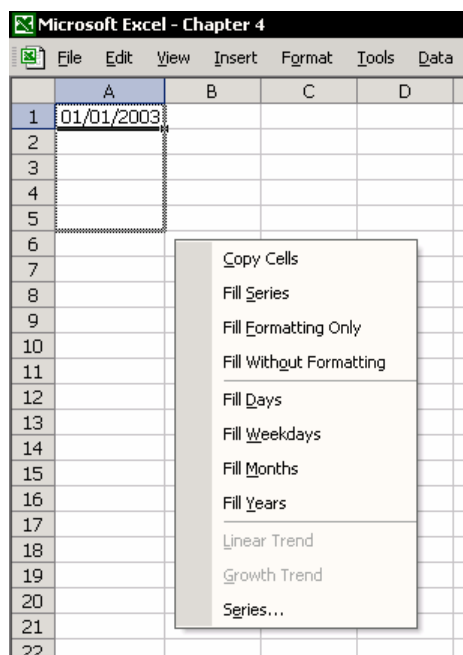 Microsoft Excel - Chapter 4
File Edit View Insert Format Tools Data
A B C D
1 01/01/2003
2
3
4
5
6
7
8
9
10
11
12
13
14
15
16
17
18
19
20
21
22
Copy Cells
Fill Series
Fill Formatting Only
Fill Without Formatting
Fill Days
Fill Weekdays
Fill Months
Fill Years
Linear Trend
Growth Trend
Series...